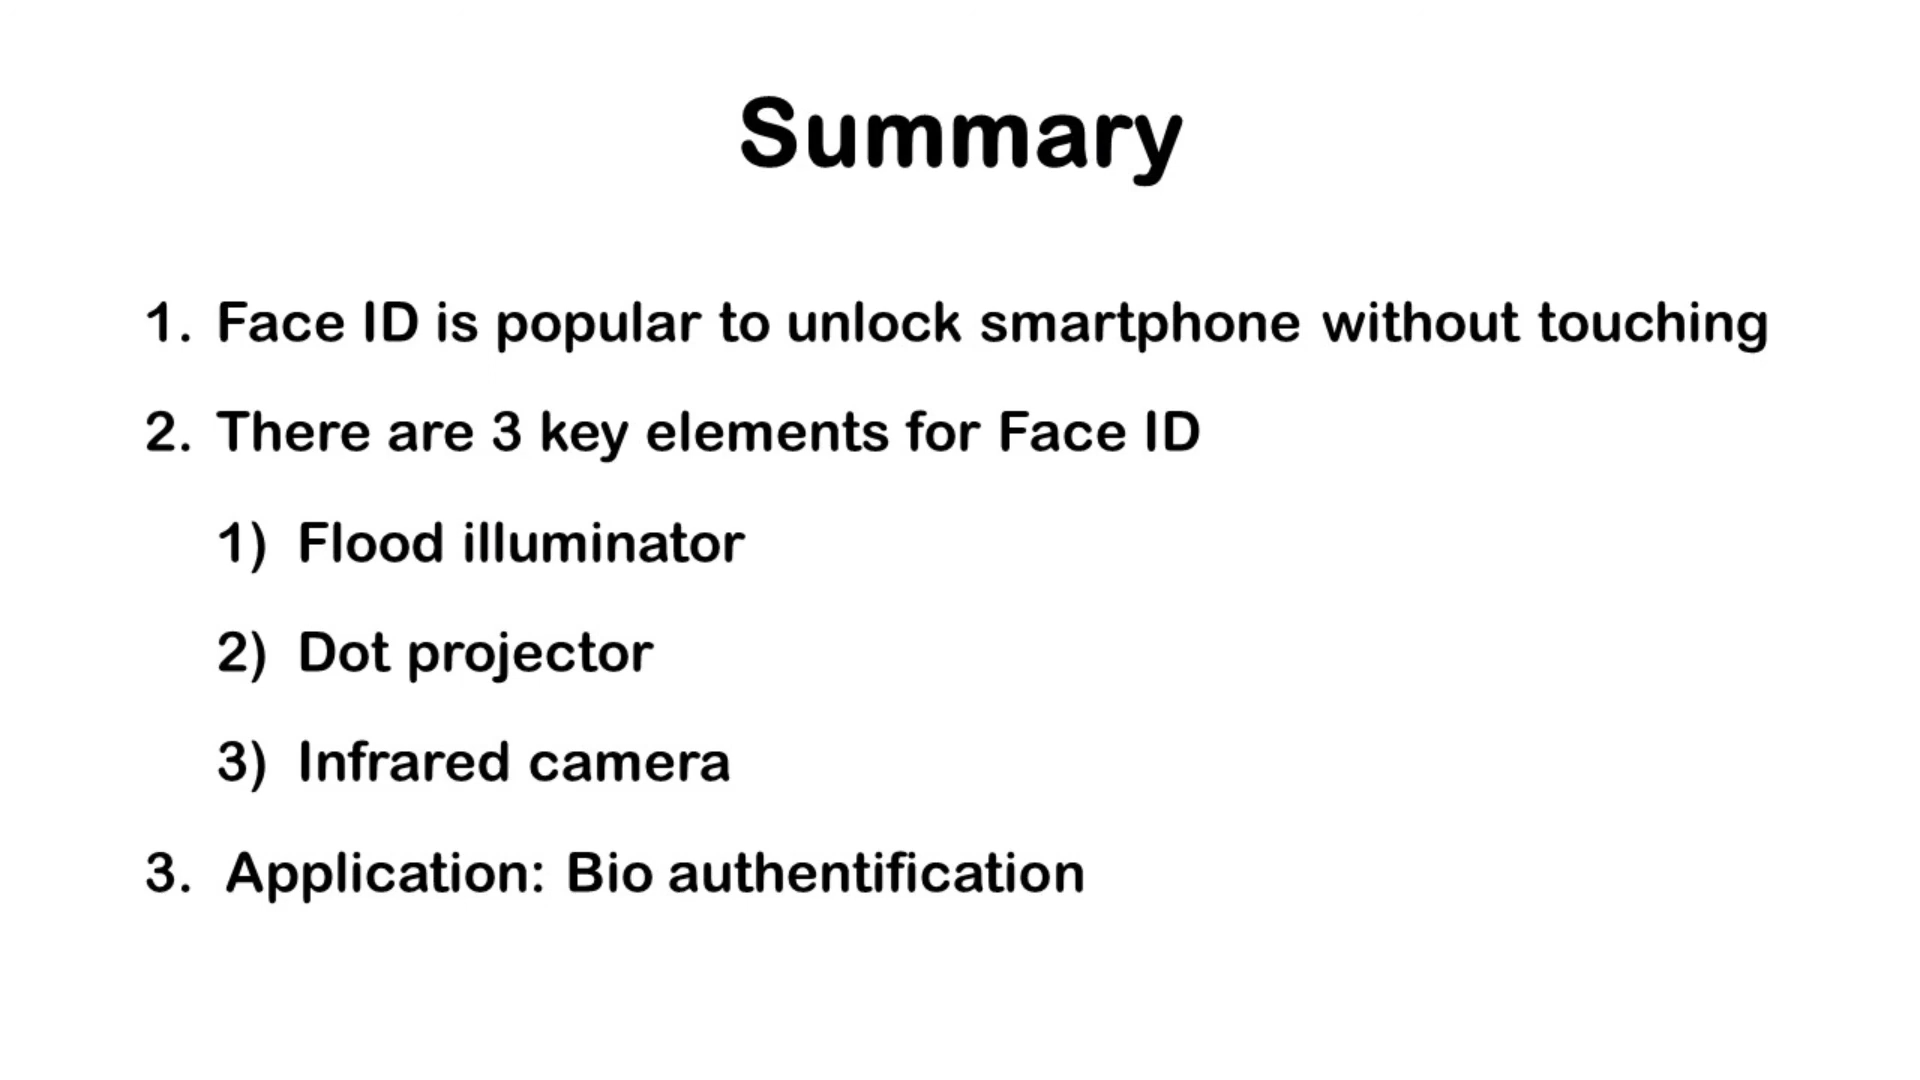 Summary
1. Face ID is popular to unlock smartphone without touching
2. There are 3 key elements for Face ID
1) Flood illuminator
2) Dot projector
3) Infrared camera
3. Application: Bio authentification